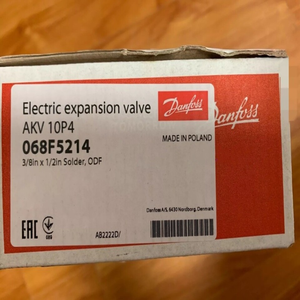 Electric expansion valve
AKV 10P4
068F5214
3/8in x 1/2in Solder, ODF
Danfoss
Danfoss
MADE IN POLAND
Danfoss A/S, 6430 Nordborg, Denmark
EAC
AB2222D/